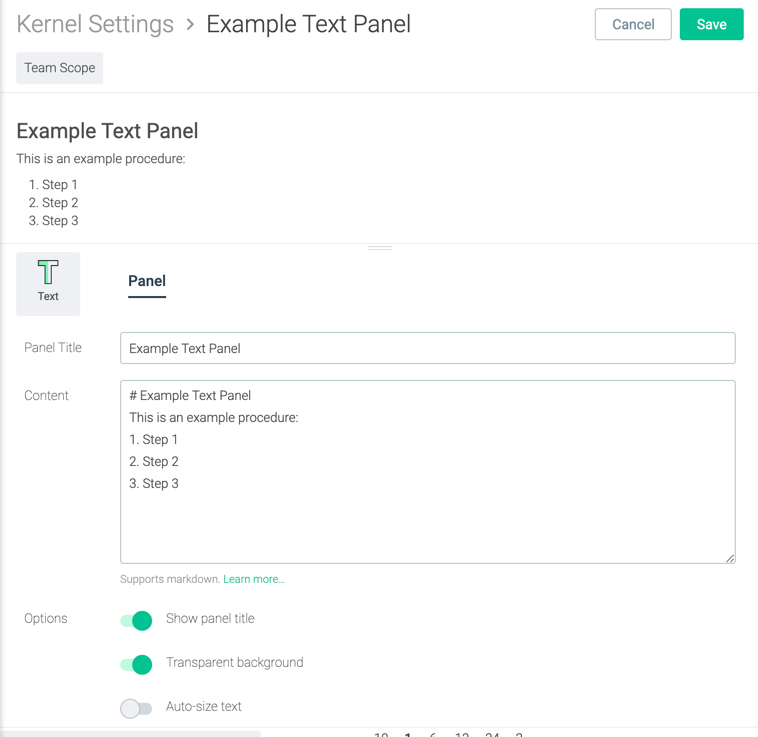 Kernel Settings > Example Text Panel
Cancel
Save
Team Scope
Example Text Panel
This is an example procedure:
1. Step 1
2. Step 2
3. Step 3
Text
Panel
Panel Title
Example Text Panel
Content
# Example Text Panel
This is an example procedure:
1. Step 1
2. Step 2
3. Step 3
Supports markdown. Learn more...
Options
Show panel title
Transparent background
Auto-size text